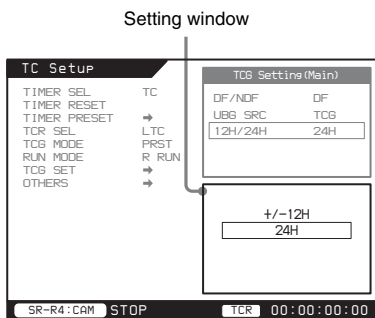 Setting window
TC Setup
TIMER SEL TC
TIMER RESET
TIMER PRESET ➡
TCR SEL LTC
TCG MODE PRST
RUN MODE R RUN
TCG SET ➡
OTHERS ➡
TCG Setting(Main)
DF/NDF DF
UBG SRC TCG
12H/24H 24H
+/-12H
24H
SR-R4:CAM STOP
TCR 00:00:00:00